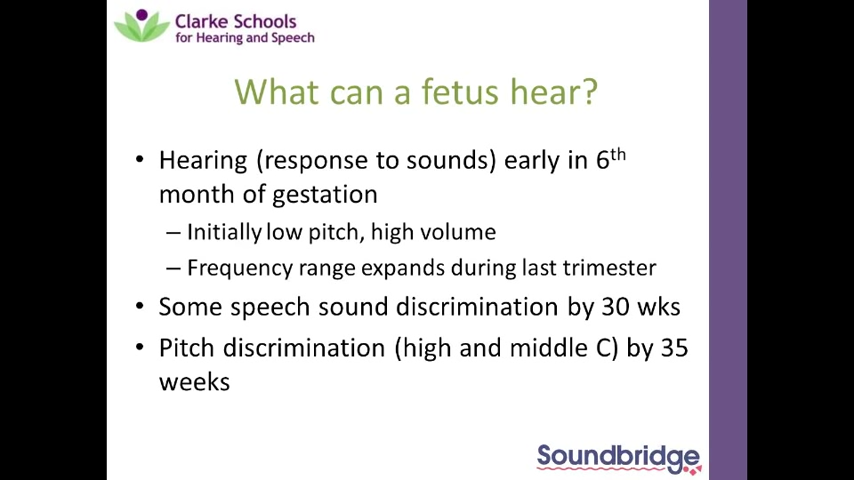 Clarke Schools
for Hearing and Speech
What can a fetus hear?
• Hearing (response to sounds) early in 6th
month of gestation
– Initially low pitch, high volume
– Frequency range expands during last trimester
• Some speech sound discrimination by 30 wks
• Pitch discrimination (high and middle C) by 35
weeks
Soundbridge